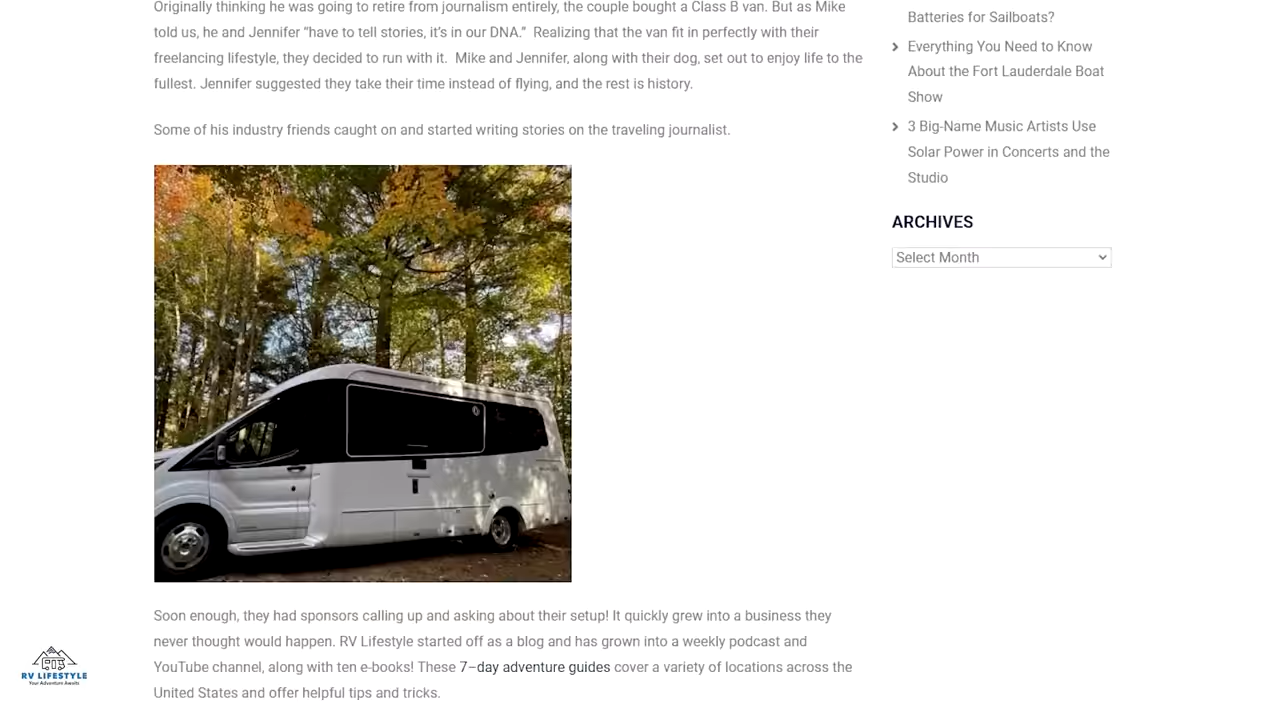 Originally thinking he was going to retire from journalism entirely, the couple bought a Class B van. But as Mike
told us, he and Jennifer “have to tell stories, it’s in our DNA.”  Realizing that the van fit in perfectly with their
freelancing lifestyle, they decided to run with it.  Mike and Jennifer, along with their dog, set out to enjoy life to the
fullest. Jennifer suggested they take their time instead of flying, and the rest is history.
Some of his industry friends caught on and started writing stories on the traveling journalist.
Soon enough, they had sponsors calling up and asking about their setup! It quickly grew into a business they
never thought would happen. RV Lifestyle started off as a blog and has grown into a weekly podcast and
YouTube channel, along with ten e-books! These 7–day adventure guides cover a variety of locations across the
United States and offer helpful tips and tricks.
Batteries for Sailboats?
Everything You Need to Know
About the Fort Lauderdale Boat
Show
3 Big-Name Music Artists Use
Solar Power in Concerts and the
Studio
ARCHIVES
Select Month
RV LIFESTYLE
Your Adventure Awaits